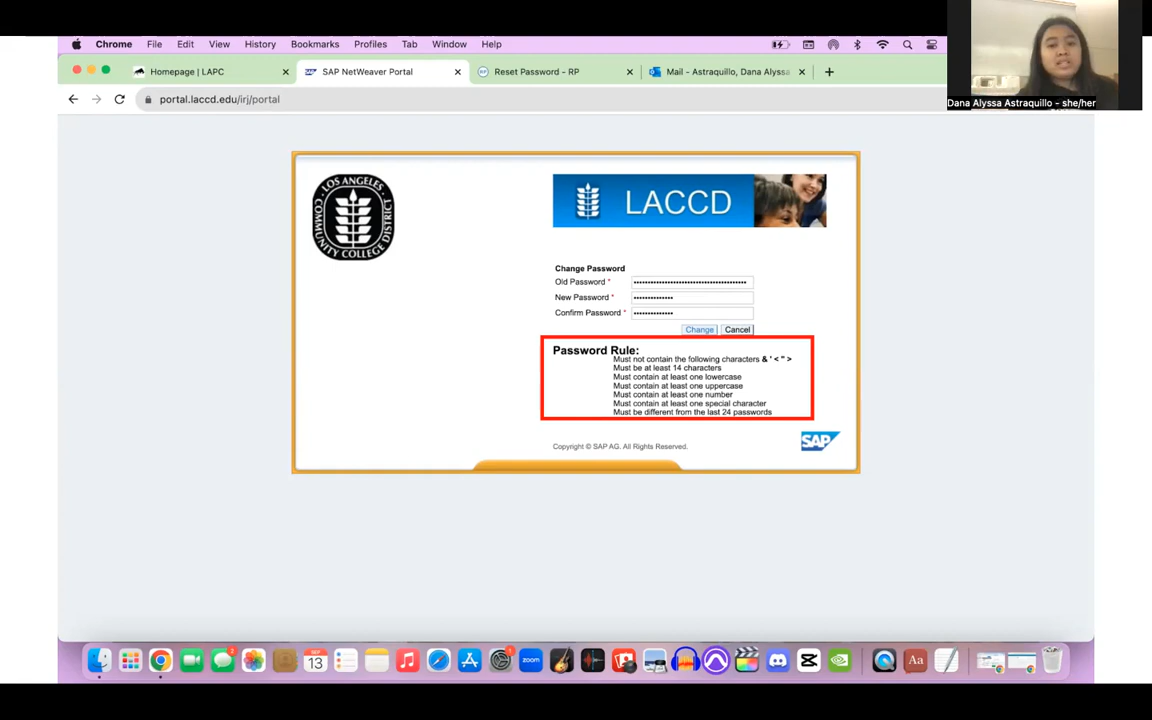 Chrome File Edit View History Bookmarks Profiles Tab Window Help
Homepage | LAPC
SAP NetWeaver Portal
Reset Password - RP
Mail - Astraquillo, Dana Alyssa
portal.laccd.edu/irj/portal
Dana Alyssa Astraquillo - she/her
LOS ANGELES
COMMUNITY COLLEGE DISTRICT
LACCD
Change Password
Old Password *
New Password *
Confirm Password *
Change Cancel
Password Rule:
Must not contain the following characters & ' < " >
Must be at least 14 characters
Must contain at least one lowercase
Must contain at least one uppercase
Must contain at least one number
Must contain at least one special character
Must be different from the last 24 passwords
Copyright © SAP AG. All Rights Reserved.
SAP
SEP
13
zoom
Aa